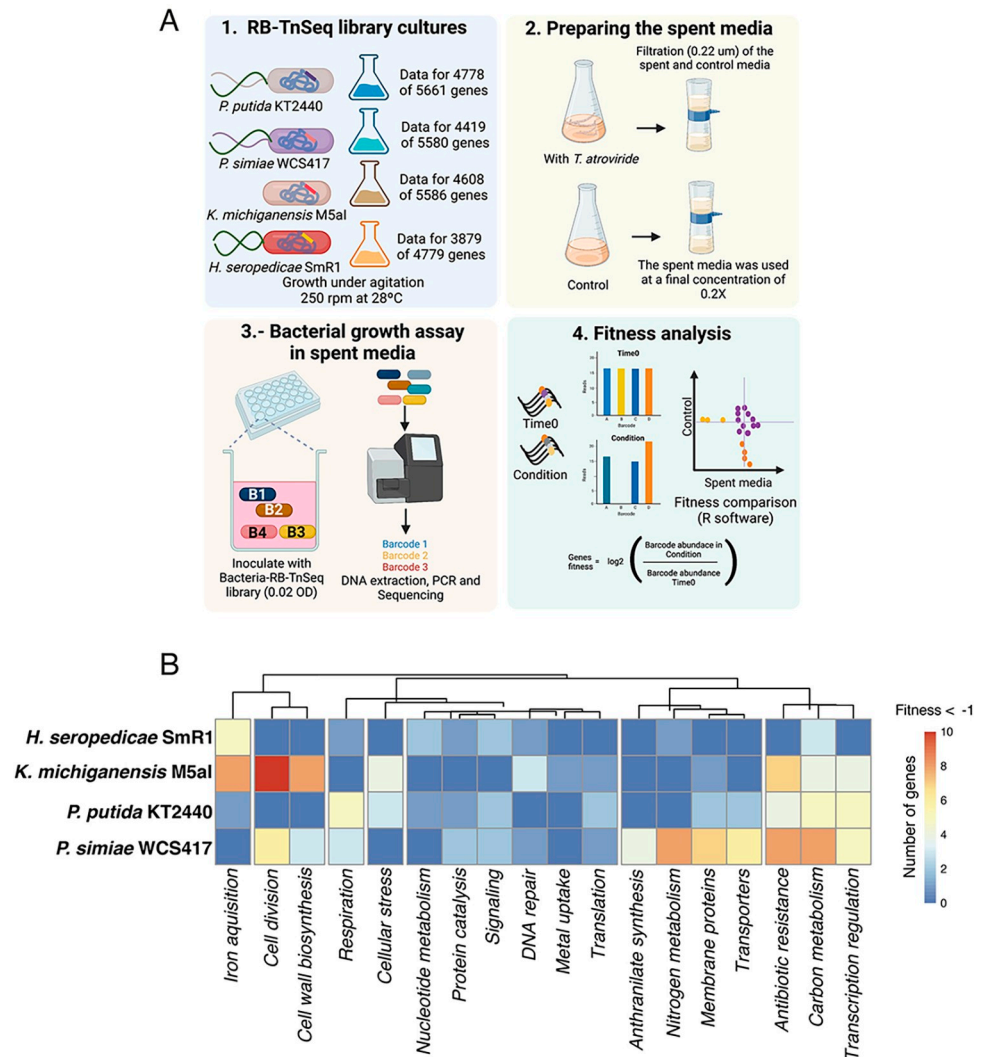 A
1. RB-TnSeq library cultures
P. putida KT2440
Data for 4778
of 5661 genes
P. simiae WCS417
Data for 4419
of 5580 genes
K. michiganensis M5al
Data for 4608
of 5586 genes
H. seropedicae SmR1
Data for 3879
of 4779 genes
Growth under agitation
250 rpm at 28ºC
2. Preparing the spent media
Filtration (0.22 um) of the
spent and control media
With T. atroviride
Control
The spent media was used
at a final concentration of
0.2X
3.- Bacterial growth assay
in spent media
B1
B2
B4 B3
Inoculate with
Bacteria-RB-TnSeq
library (0.02 OD)
Barcode 1
Barcode 2
Barcode 3
DNA extraction, PCR and
Sequencing
4. Fitness analysis
Time0
Condition
Time0
Reads
A B C D
Barcode
Condition
Reads
A B C D
Barcode
Control
Spent media
Fitness comparison
(R software)
Genes
fitness = log2
Barcode abundace in
Condition
Barcode abundance
Time0
B
H. seropedicae SmR1
K. michiganensis M5al
P. putida KT2440
P. simiae WCS417
Iron aquisition
Cell division
Cell wall biosynthesis
Respiration
Cellular stress
Nucleotide metabolism
Protein catalysis
Signaling
DNA repair
Metal uptake
Translation
Anthranilate synthesis
Nitrogen metabolism
Membrane proteins
Transporters
Antibiotic resistance
Carbon metabolism
Transcription regulation
Fitness < -1
10
8
6
4
2
0
Number of genes